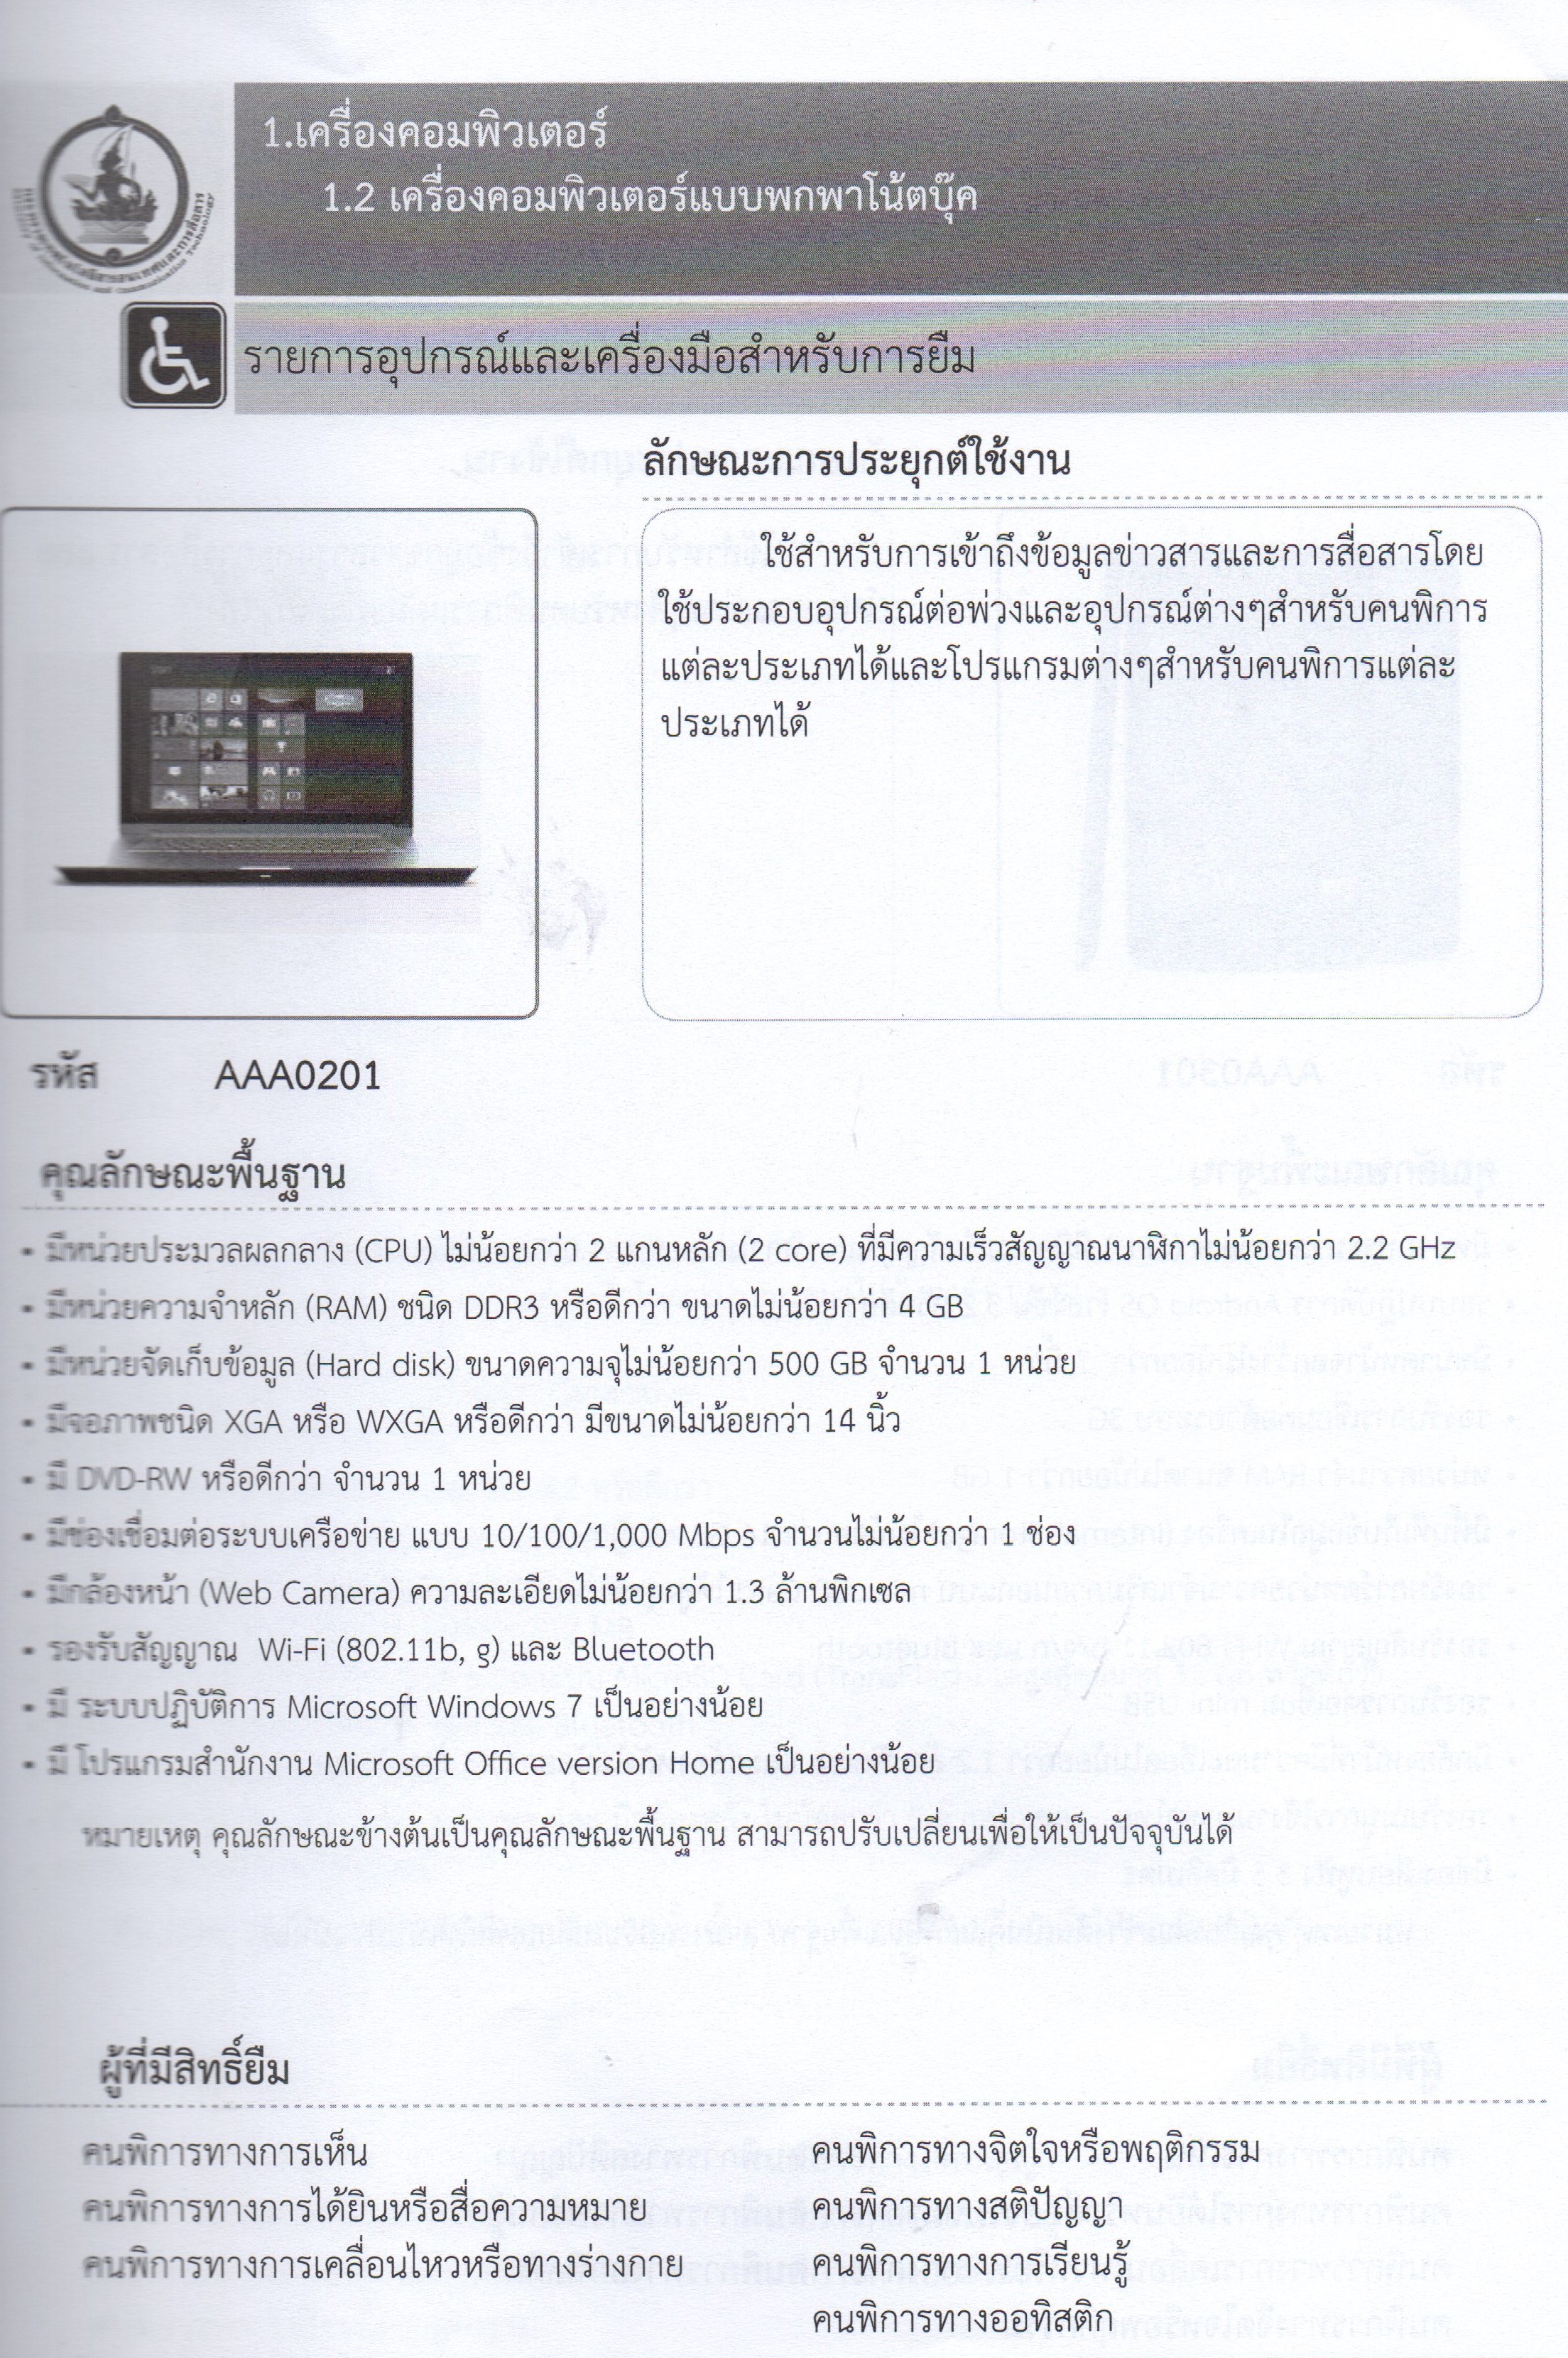 1.เครื่องคอมพิวเตอร์
1.2 เครื่องคอมพิวเตอร์แบบพกพาโน้ตบุ๊ค
รายการอุปกรณ์และเครื่องมือสำหรับการยืม
ลักษณะการประยุกต์ใช้งาน
ใช้สำหรับการเข้าถึงข้อมูลข่าวสารและการสื่อสารโดย
ใช้ประกอบอุปกรณ์ต่อพ่วงและอุปกรณ์ต่างๆสำหรับคนพิการ
แต่ละประเภทได้และโปรแกรมต่างๆสำหรับคนพิการแต่ละ
ประเภทได้
รหัส AAA0201
คุณลักษณะพื้นฐาน
• มีหน่วยประมวลผลกลาง (CPU) ไม่น้อยกว่า 2 แกนหลัก (2 core) ที่มีความเร็วสัญญาณนาฬิกาไม่น้อยกว่า 2.2 GHz
• มีหน่วยความจำหลัก (RAM) ชนิด DDR3 หรือดีกว่า ขนาดไม่น้อยกว่า 4 GB
• มีหน่วยจัดเก็บข้อมูล (Hard disk) ขนาดความจุไม่น้อยกว่า 500 GB จำนวน 1 หน่วย
• มีจอภาพชนิด XGA หรือ WXGA หรือดีกว่า มีขนาดไม่น้อยกว่า 14 นิ้ว
• มี DVD-RW หรือดีกว่า จำนวน 1 หน่วย
• มีช่องเชื่อมต่อระบบเครือข่าย แบบ 10/100/1,000 Mbps จำนวนไม่น้อยกว่า 1 ช่อง
• มีกล้องหน้า (Web Camera) ความละเอียดไม่น้อยกว่า 1.3 ล้านพิกเซล
• รองรับสัญญาณ Wi-Fi (802.11b, g) และ Bluetooth
• มี ระบบปฏิบัติการ Microsoft Windows 7 เป็นอย่างน้อย
• มี โปรแกรมสำนักงาน Microsoft Office version Home เป็นอย่างน้อย
หมายเหตุ คุณลักษณะข้างต้นเป็นคุณลักษณะพื้นฐาน สามารถปรับเปลี่ยนเพื่อให้เป็นปัจจุบันได้
ผู้ที่มีสิทธิ์ยืม
คนพิการทางการเห็น
คนพิการทางการได้ยินหรือสื่อความหมาย
คนพิการทางการเคลื่อนไหวหรือทางร่างกาย
คนพิการทางจิตใจหรือพฤติกรรม
คนพิการทางสติปัญญา
คนพิการทางการเรียนรู้
คนพิการทางออทิสติก